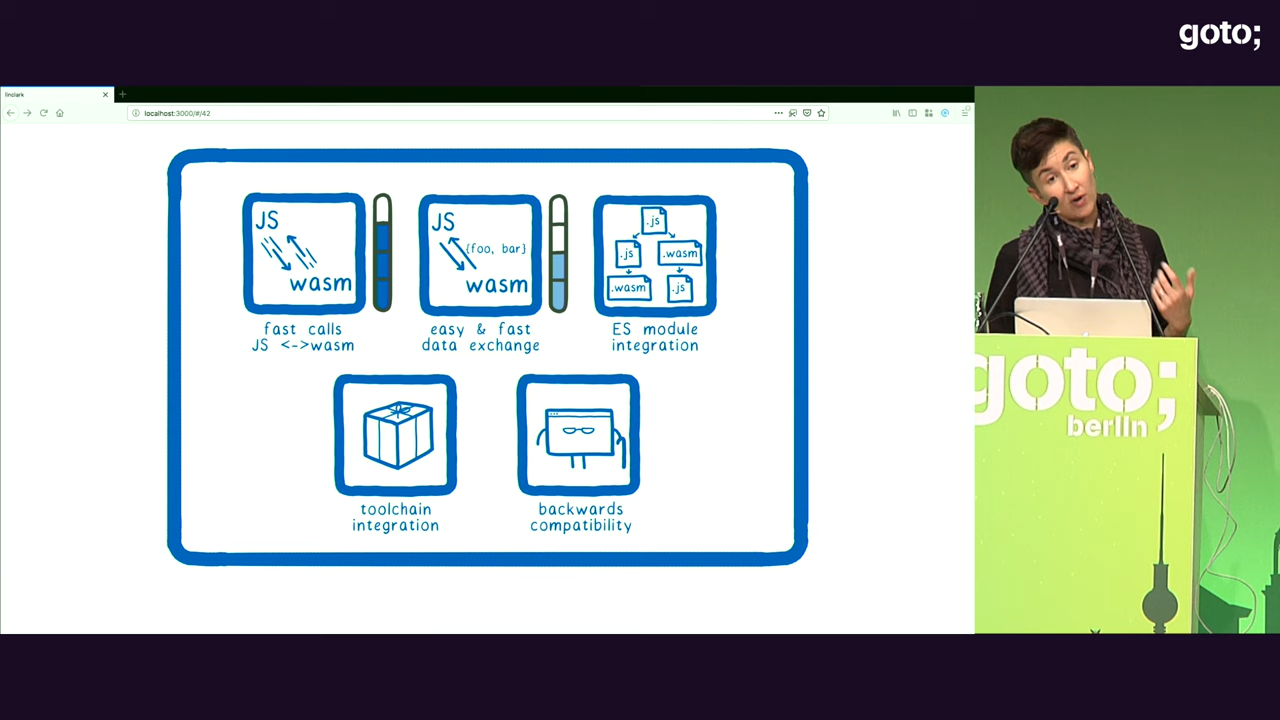 goto;
linclark
localhost:3000/#/42
JS
wasm
fast calls
JS <->wasm
JS
{foo, bar}
wasm
easy & fast
data exchange
.js
.js
.wasm
.wasm
.js
ES module
integration
toolchain
integration
backwards
compatibility
goto;
berlin